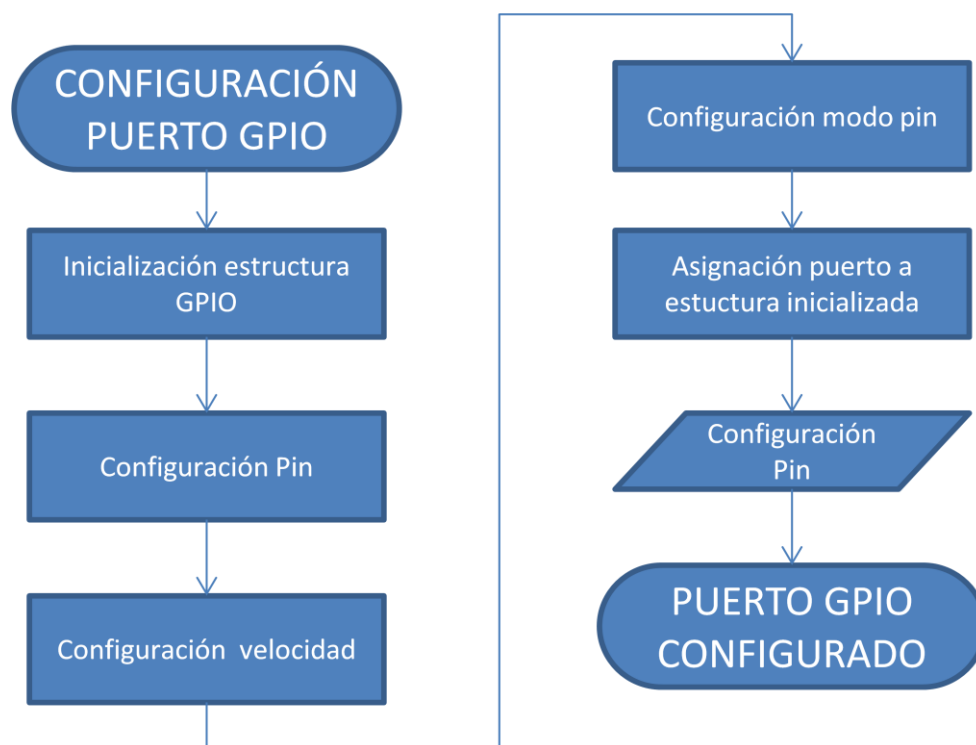 CONFIGURACIÓN
PUERTO GPIO
Inicialización estructura
GPIO
Configuración Pin
Configuración velocidad
Configuración modo pin
Asignación puerto a
estuctura inicializada
Configuración
Pin
PUERTO GPIO
CONFIGURADO